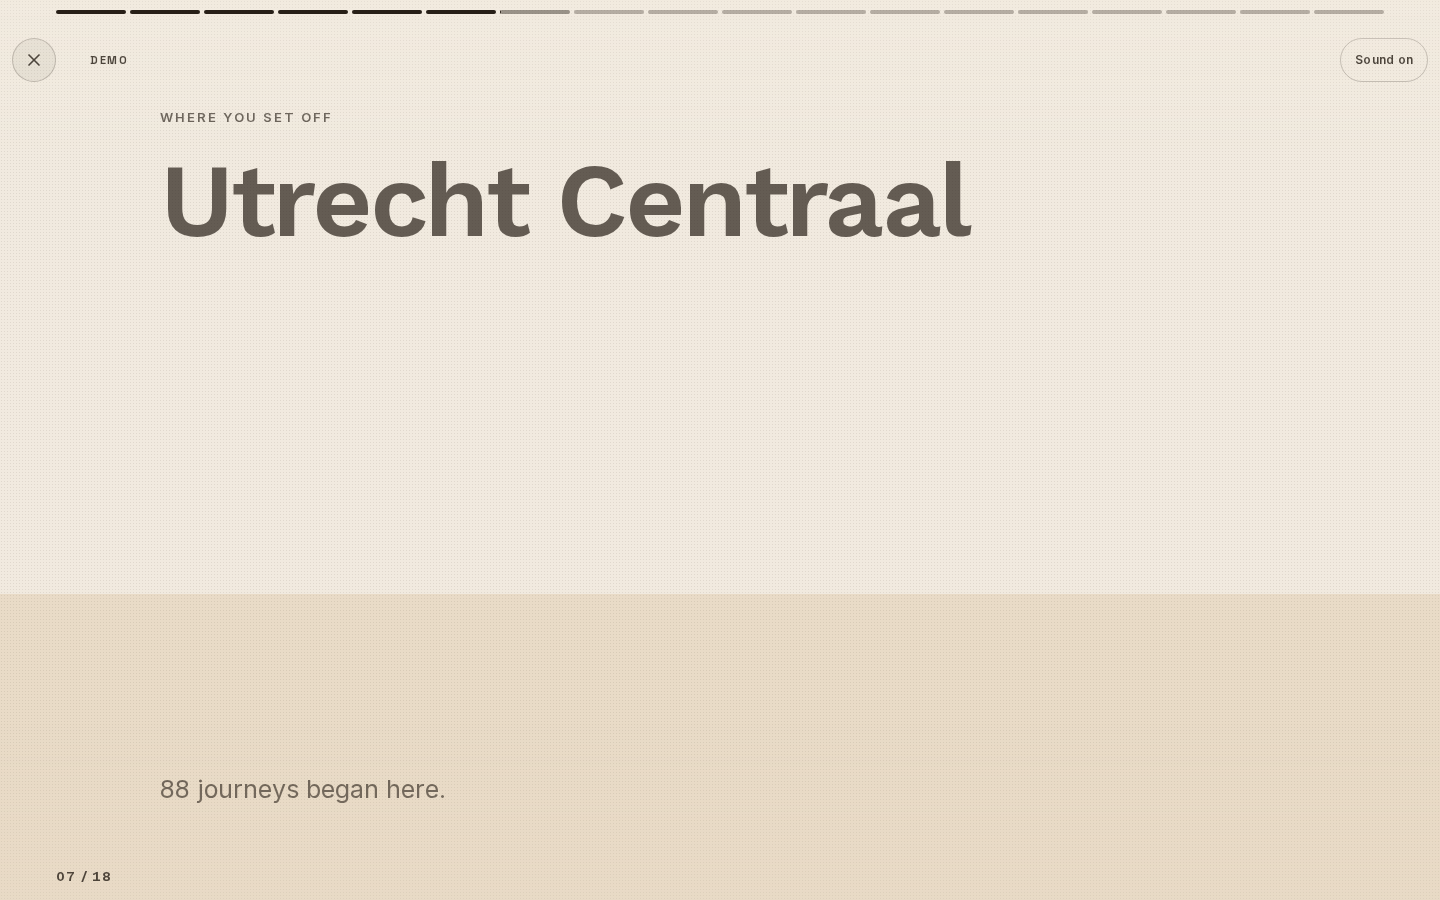 DEMO
Sound on
WHERE YOU SET OFF
Utrecht Centraal
88 journeys began here.
07 / 18